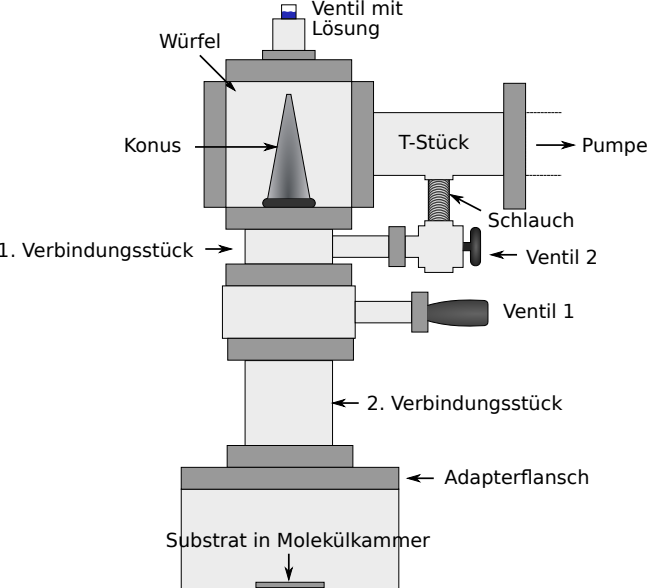 Ventil mit
Lösung
Würfel
Konus
T-Stück
Pumpe
Schlauch
1. Verbindungsstück
Ventil 2
Ventil 1
2. Verbindungsstück
Adapterflansch
Substrat in Molekülkammer